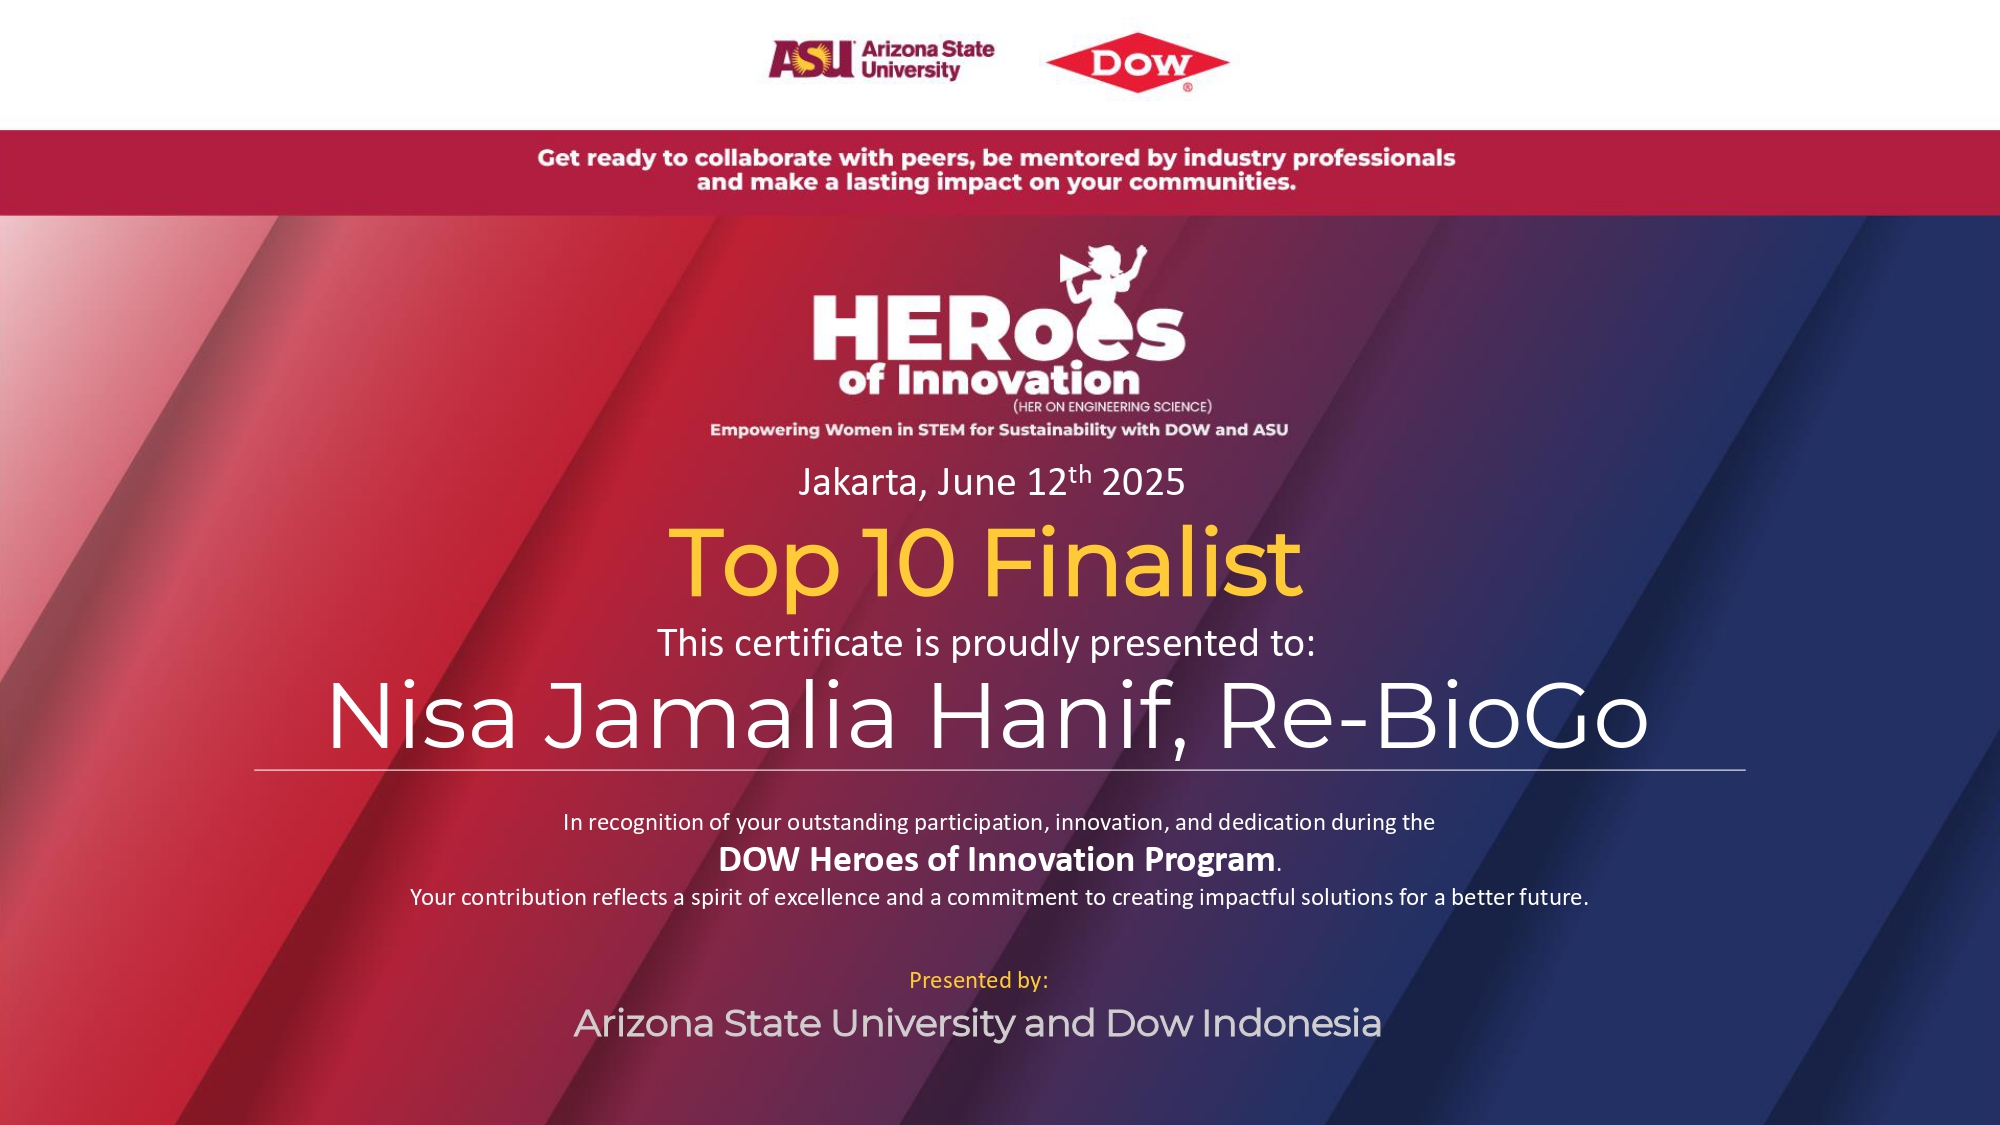 ASU Arizona State
University
DOW®
Get ready to collaborate with peers, be mentored by industry professionals
and make a lasting impact on your communities.
HERoes
of Innovation
(HER ON ENGINEERING SCIENCE)
Empowering Women in STEM for Sustainability with DOW and ASU
Jakarta, June 12th 2025
Top 10 Finalist
This certificate is proudly presented to:
Nisa Jamalia Hanif, Re-BioGo
In recognition of your outstanding participation, innovation, and dedication during the
DOW Heroes of Innovation Program.
Your contribution reflects a spirit of excellence and a commitment to creating impactful solutions for a better future.
Presented by:
Arizona State University and Dow Indonesia